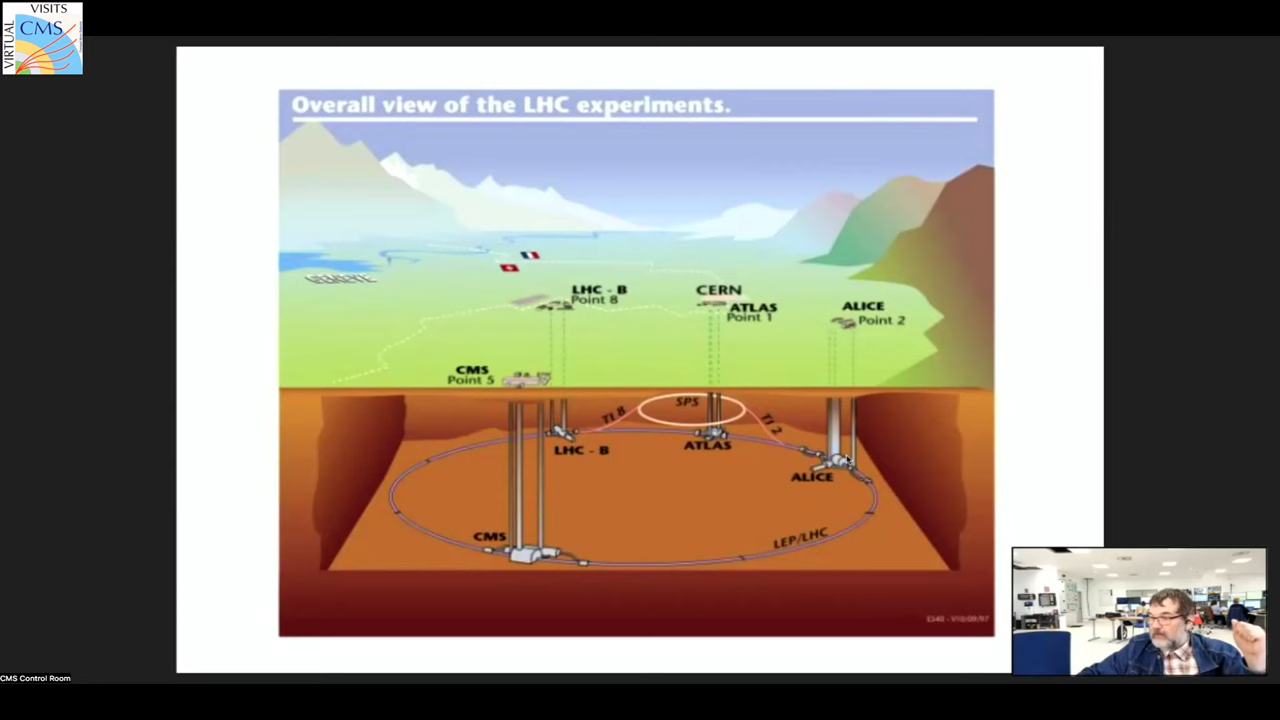 VISITS
CMS
VIRTUAL
Overall view of the LHC experiments.
GENEVE
LHC - B
Point 8
CERN
ATLAS
Point 1
ALICE
Point 2
CMS
Point 5
SPS
TI 8
TI 2
LHC - B
ATLAS
ALICE
CMS
LEP/LHC
CMS Control Room